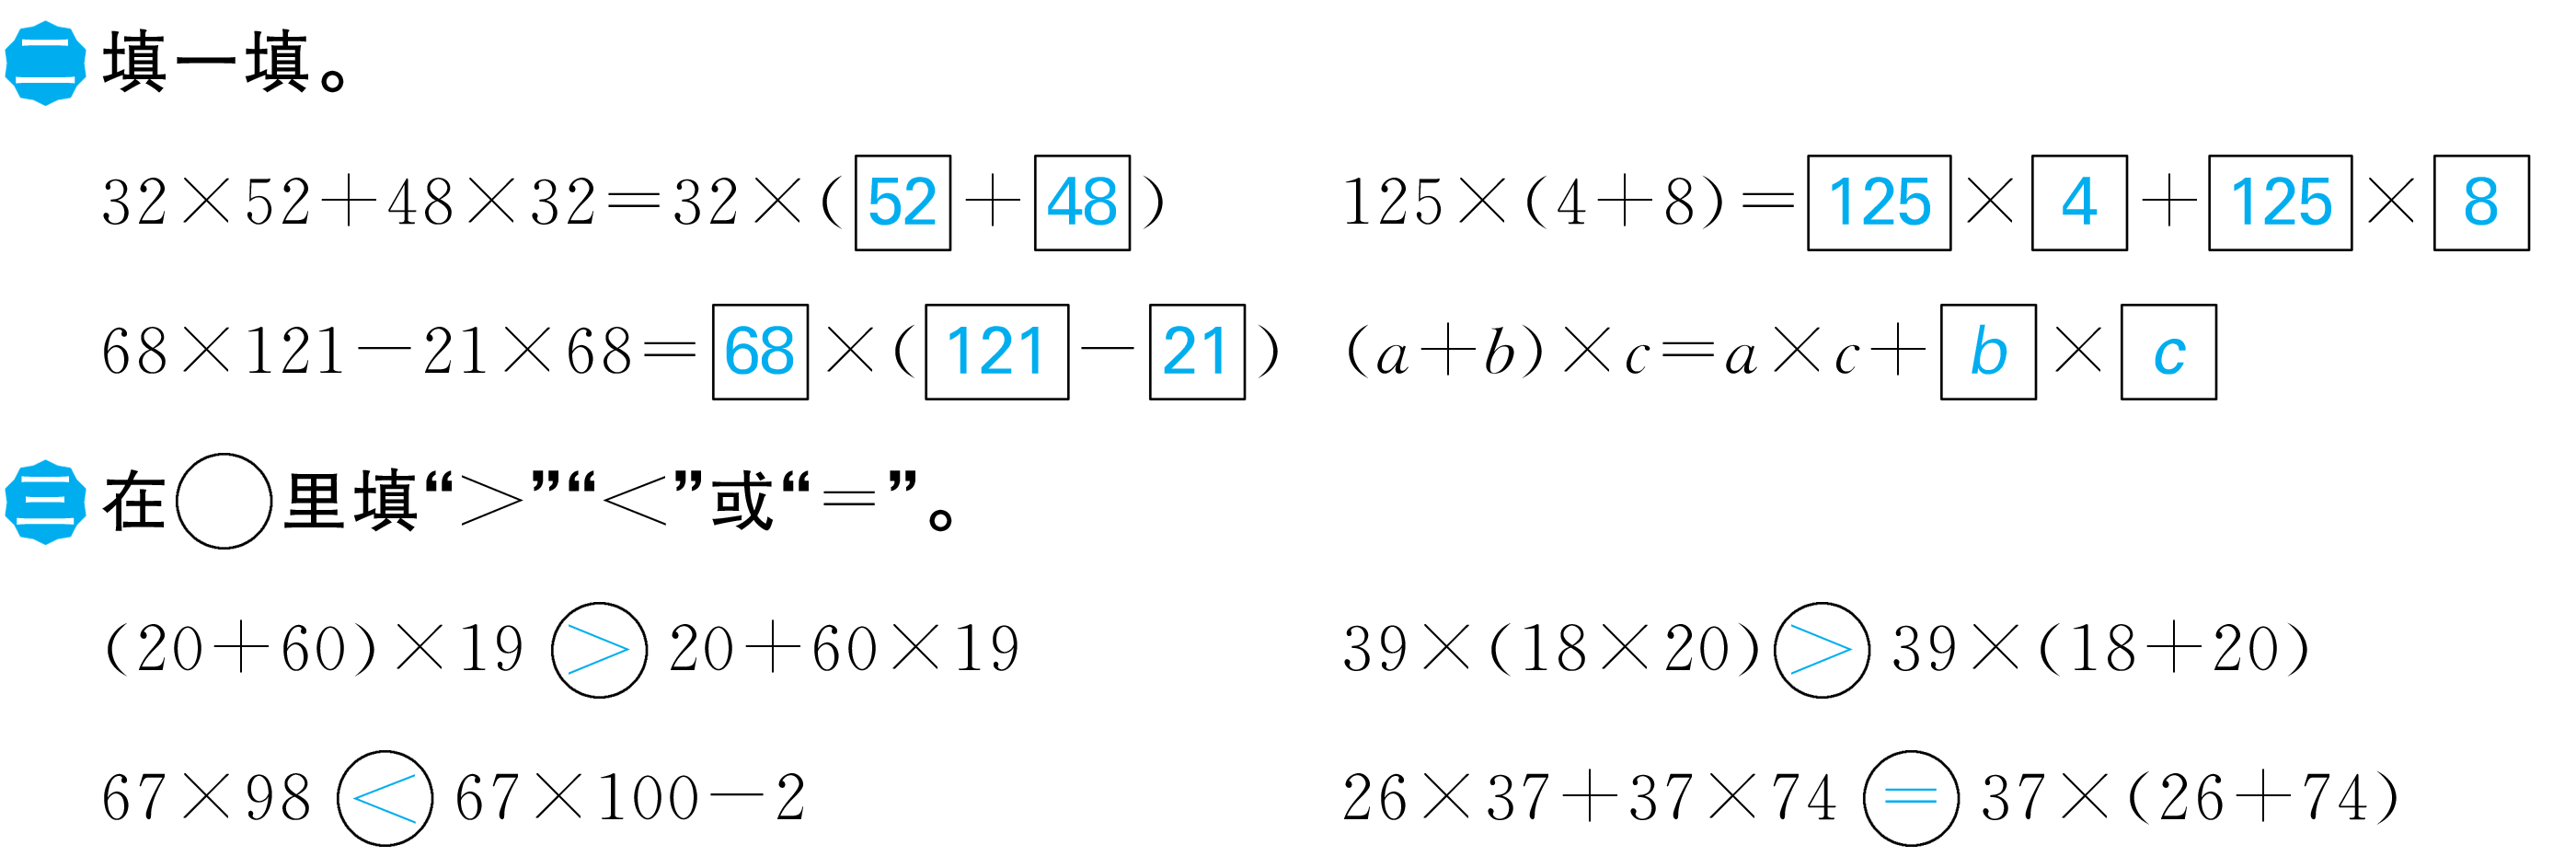 二 填一填。
32×52+48×32=32×(52+48) 125×(4+8)=125×4+125×8
68×121-21×68=68×(121-21) (a+b)×c=a×c+b×c
三 在○里填“>”“<”或“=”。
(20+60)×19>20+60×19 39×(18×20)>39×(18+20)
67×98<67×100-2 26×37+37×74=37×(26+74)